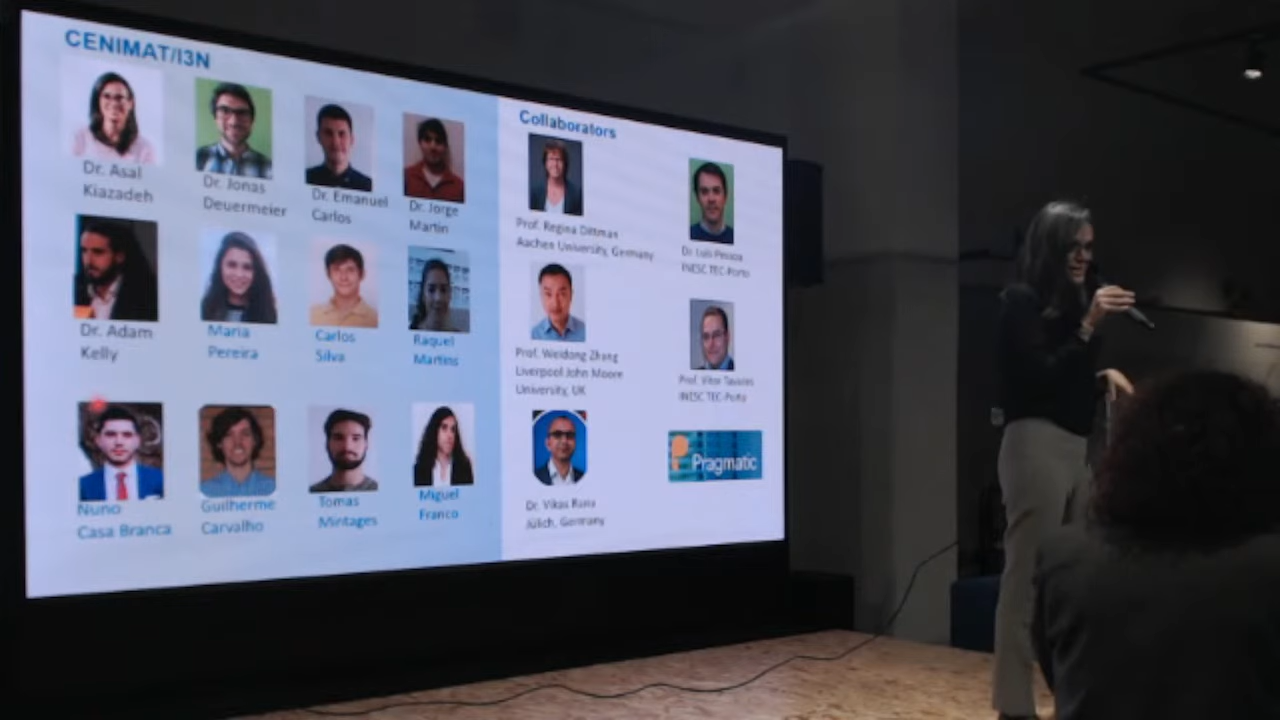 CENIMAT/I3N
Dr. Asal
Kiazadeh
Dr. Jonas
Deuermeier
Dr. Emanuel
Carlos
Dr. Jorge
Martin
Dr. Adam
Kelly
Maria
Pereira
Carlos
Silva
Raquel
Martins
Nuno
Casa Branca
Guilherme
Carvalho
Tomas
Mintages
Miguel
Franco
Collaborators
Prof. Regina Dittman
Aachen University, Germany
Dr. Luis Pessoa
INESC TEC-Porto
Prof. Weidong Zhang
Liverpool John Moore
University, UK
Prof. Vitor Tavares
INESC TEC-Porto
Dr. Vikas Rana
Jülich, Germany
Pragmatic